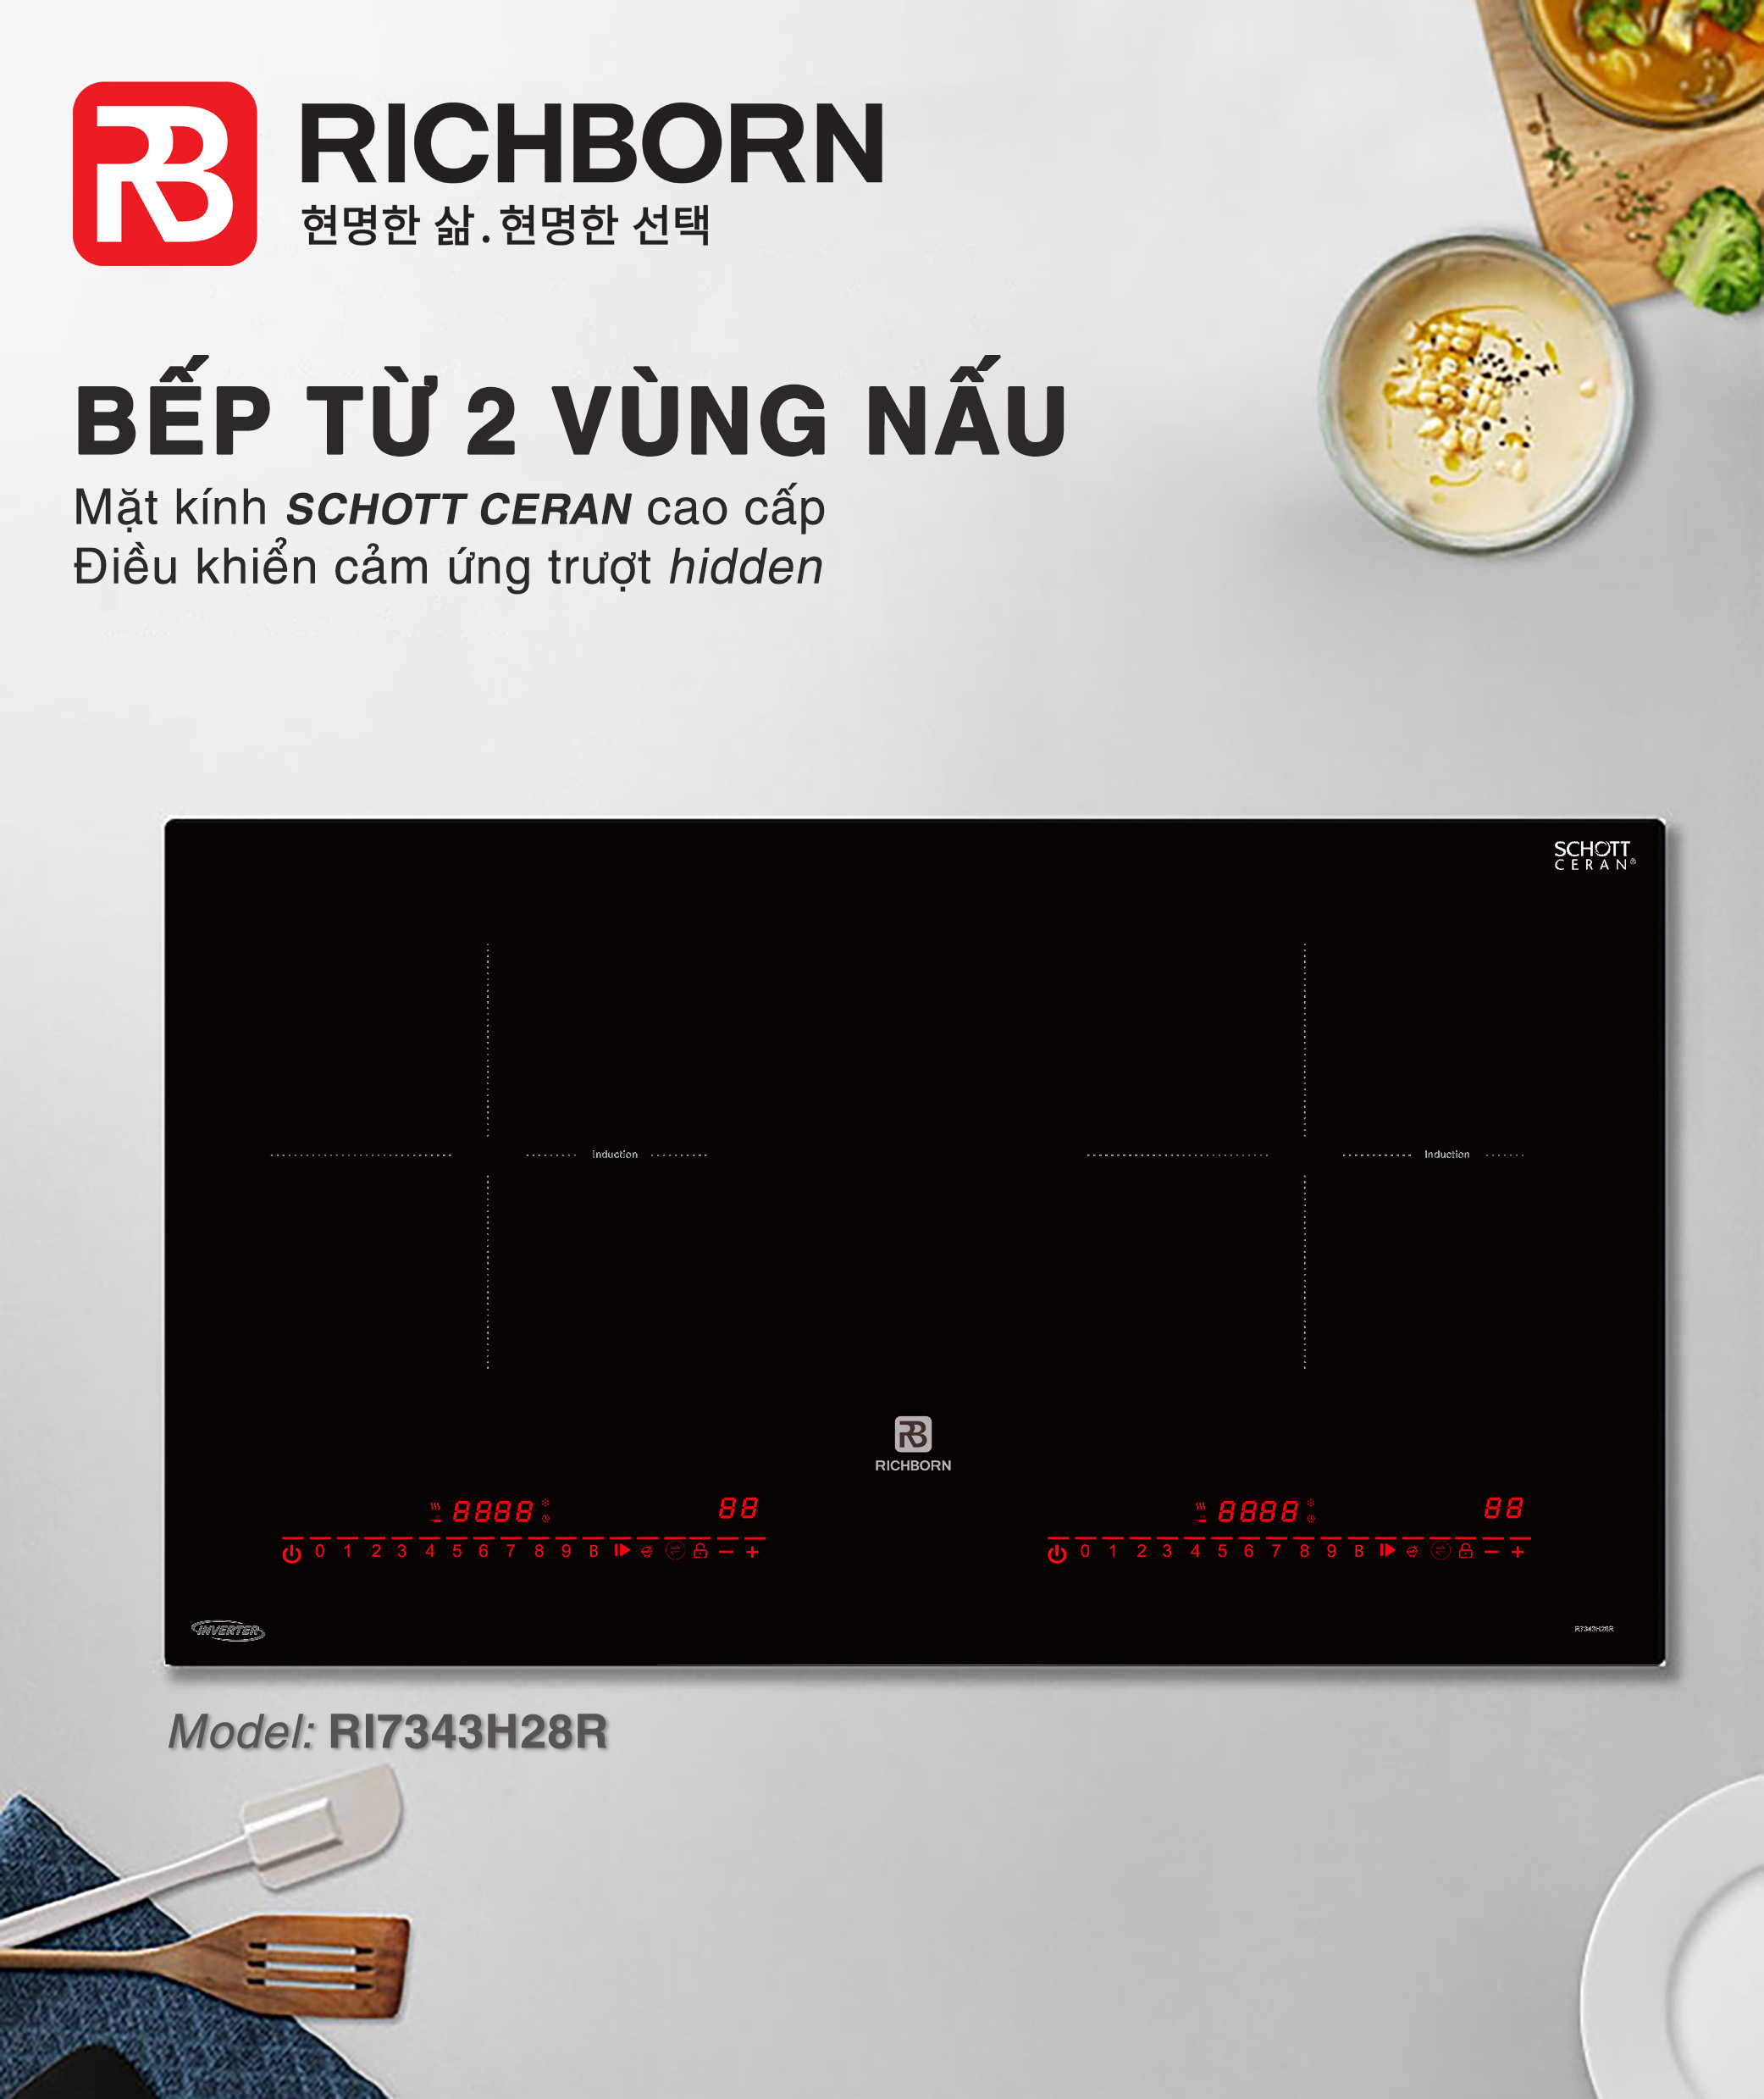 RB RICHBORN
현명한 삶.현명한 선택
BẾP TỪ 2 VÙNG NẤU
Mặt kính SCHOTT CERAN cao cấp
Điều khiển cảm ứng trượt hidden
SCHOTT
CERAN®
Induction
Induction
RB
RICHBORN
8888 88
8888 88
0 1 2 3 4 5 6 7 8 9 B − +
0 1 2 3 4 5 6 7 8 9 B − +
INVERTER
R7343H28R
Model: RI7343H28R